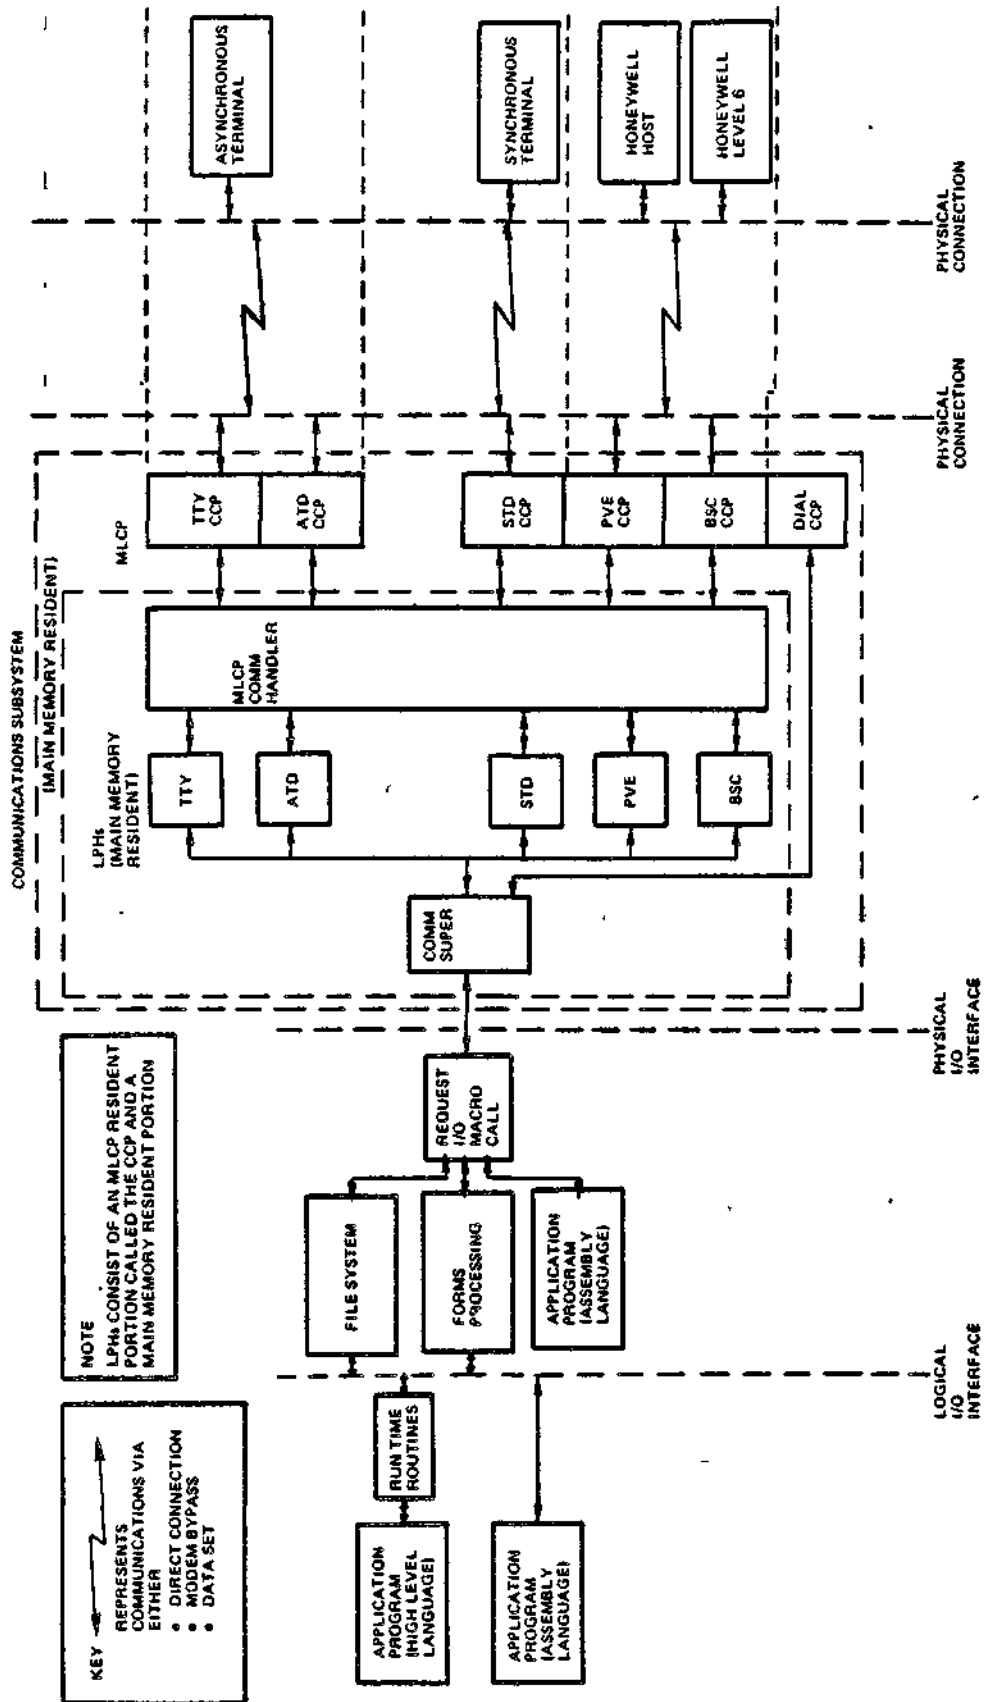 KEY
REPRESENTS
COMMUNICATIONS VIA
EITHER
• DIRECT CONNECTION
• MODEM BYPASS
• DATA SET
NOTE
LPHs CONSIST OF AN MLCP RESIDENT
PORTION CALLED THE CCP AND A
MAIN MEMORY RESIDENT PORTION
APPLICATION
PROGRAM
(HIGH LEVEL
LANGUAGE)
RUN TIME
ROUTINES
APPLICATION
PROGRAM
(ASSEMBLY
LANGUAGE)
LOGICAL
I/O
INTERFACE
FILE SYSTEM
FORMS
PROCESSING
APPLICATION
PROGRAM
(ASSEMBLY
LANGUAGE)
REQUEST
I/O
MACRO
CALL
PHYSICAL
I/O
INTERFACE
COMMUNICATIONS SUBSYSTEM
(MAIN MEMORY RESIDENT)
COMM
SUPER
LPHs
(MAIN MEMORY
RESIDENT)
TTY
ATD
STD
PVE
BSC
MLCP
COMM
HANDLER
MLCP
TTY
CCP
ATD
CCP
STD
CCP
PVE
CCP
BSC
CCP
DIAL
CCP
PHYSICAL
CONNECTION
PHYSICAL
CONNECTION
ASYNCHRONOUS
TERMINAL
SYNCHRONOUS
TERMINAL
HONEYWELL
HOST
HONEYWELL
LEVEL 6